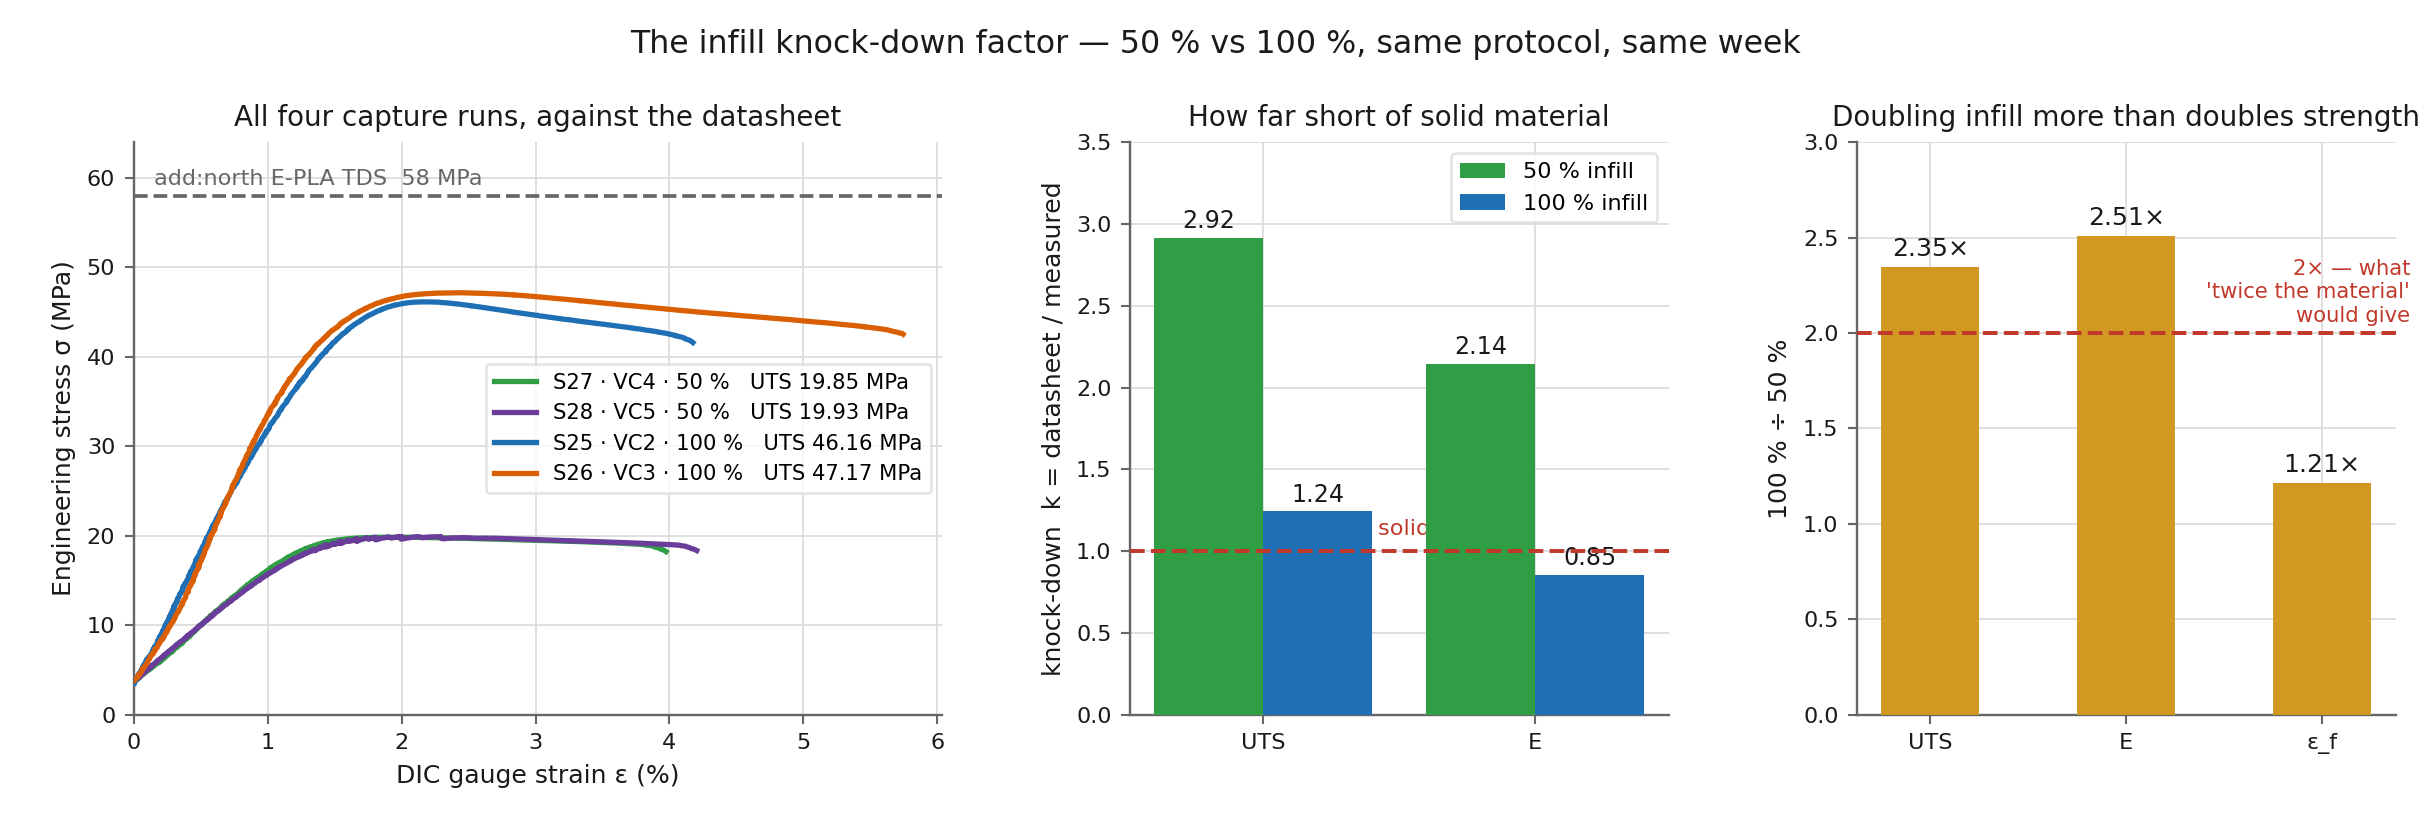 The infill knock-down factor — 50 % vs 100 %, same protocol, same week
All four capture runs, against the datasheet
Engineering stress σ (MPa)
60
50
40
30
20
10
0
add:north E-PLA TDS  58 MPa
S27 · VC4 · 50 %   UTS 19.85 MPa
S28 · VC5 · 50 %   UTS 19.93 MPa
S25 · VC2 · 100 %   UTS 46.16 MPa
S26 · VC3 · 100 %   UTS 47.17 MPa
0 1 2 3 4 5 6
DIC gauge strain ε (%)
How far short of solid material
knock-down  k = datasheet / measured
3.5
3.0
2.5
2.0
1.5
1.0
0.5
0.0
50 % infill
100 % infill
2.92
2.14
1.24
solid
0.85
UTS E
Doubling infill more than doubles strength
100 % ÷ 50 %
3.0
2.5
2.0
1.5
1.0
0.5
0.0
2.35×
2.51×
2× — what
'twice the material'
would give
1.21×
UTS E ε_f